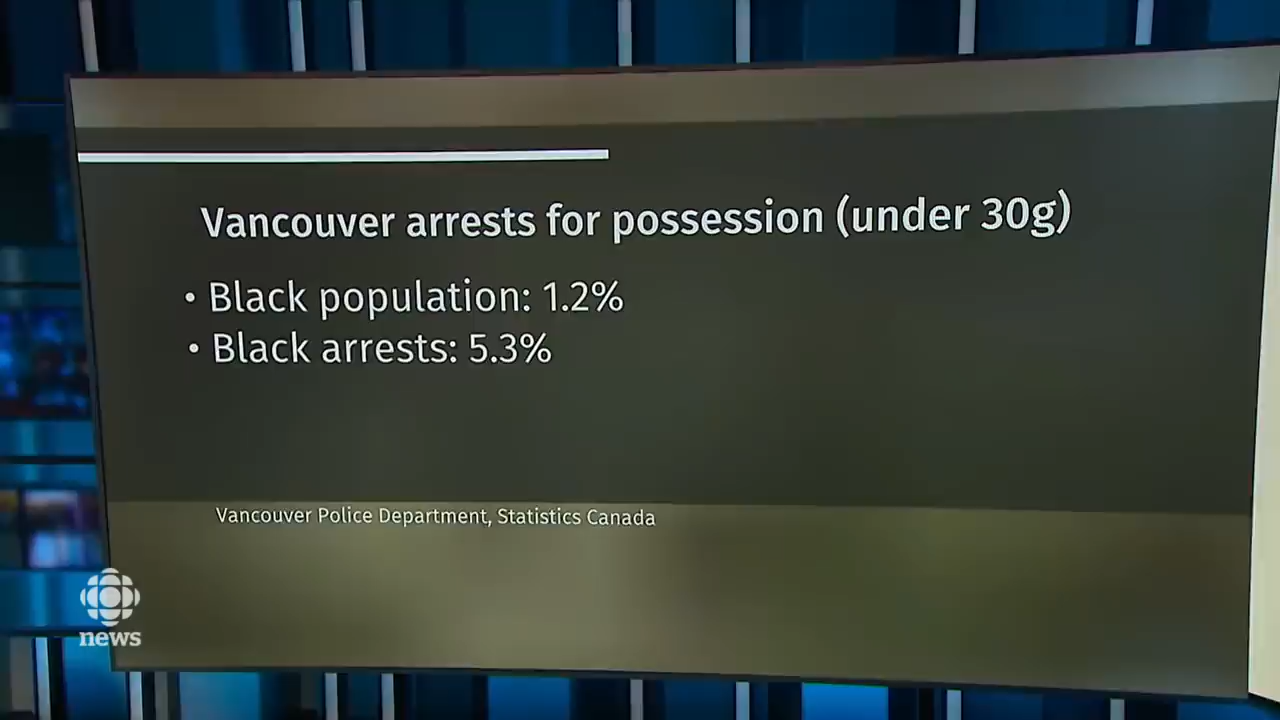 Vancouver arrests for possession (under 30g)
• Black population: 1.2%
• Black arrests: 5.3%
Vancouver Police Department, Statistics Canada
news